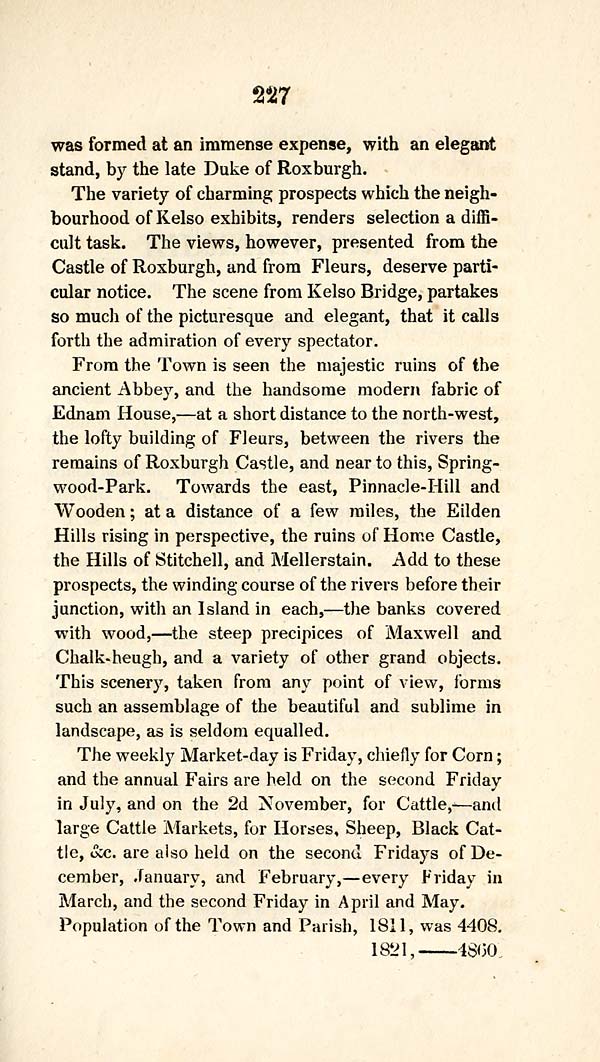 227
was formed at an immense expense, with an elegant
stand, by the late Duke of Roxburgh.
The variety of charming prospects which the neigh-
bourhood of Kelso exhibits, renders selection a diffi-
cult task. The views, however, presented from the
Castle of Roxburgh, and from Fleurs, deserve parti-
cular notice. The scene from Kelso Bridge, partakes
so much of the picturesque and elegant, that it calls
forth the admiration of every spectator.
From the Town is seen the majestic ruins of the
ancient Abbey, and the handsome modern fabric of
Ednam House,—at a short distance to the north-west,
the lofty building of Fleurs, between the rivers the
remains of Roxburgh Castle, and near to this, Spring-
wood-Park. Towards the east, Pinnacle-Hill and
Wooden; at a distance of a few miles, the Eilden
Hills rising in perspective, the ruins of Home Castle,
the Hills of Stitchell, and Mellerstain. Add to these
prospects, the winding course of the rivers before their
junction, with an Island in each,—the banks covered
with wood,—the steep precipices of Maxwell and
Chalk-heugh, and a variety of other grand objects.
This scenery, taken from any point of view, forms
such an assemblage of the beautiful and sublime in
landscape, as is seldom equalled.
The weekly Market-day is Friday, chiefly for Corn;
and the annual Fairs are held on the second Friday
in July, and on the 2d November, for Cattle,—and
large Cattle Markets, for Horses, Sheep, Black Cat-
tle, &c. are also held on the second Fridays of De-
cember, January, and February,—every Friday in
March, and the second Friday in April and May.
Population of the Town and Parish, 1811, was 4408.
1821,——4860.